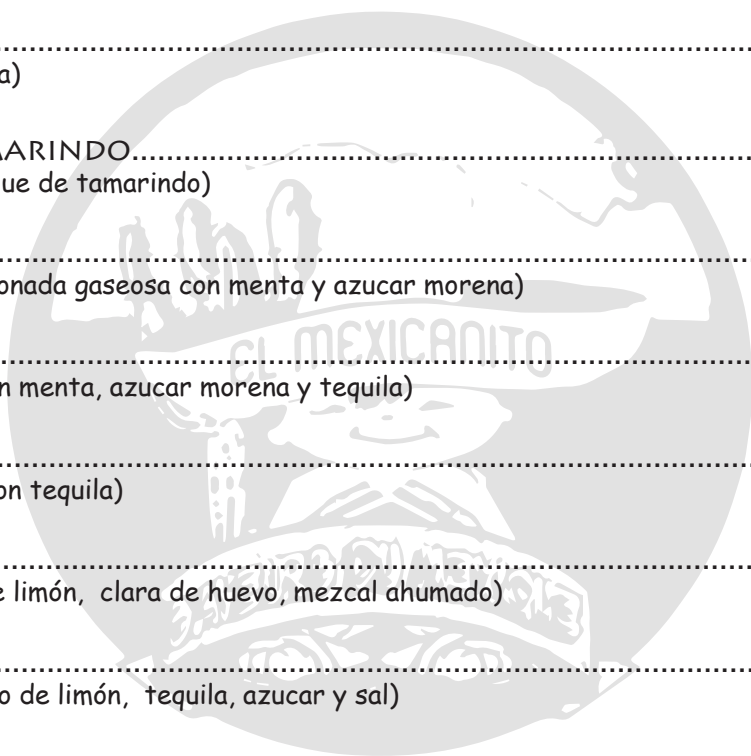 a)
MARINDO
ue de tamarindo)
onada gaseosa con menta y azucar morena)
EL MEXICANITO
n menta, azucar morena y tequila)
on tequila)
e limón, clara de huevo, mezcal ahumado)
o de limón, tequila, azucar y sal)